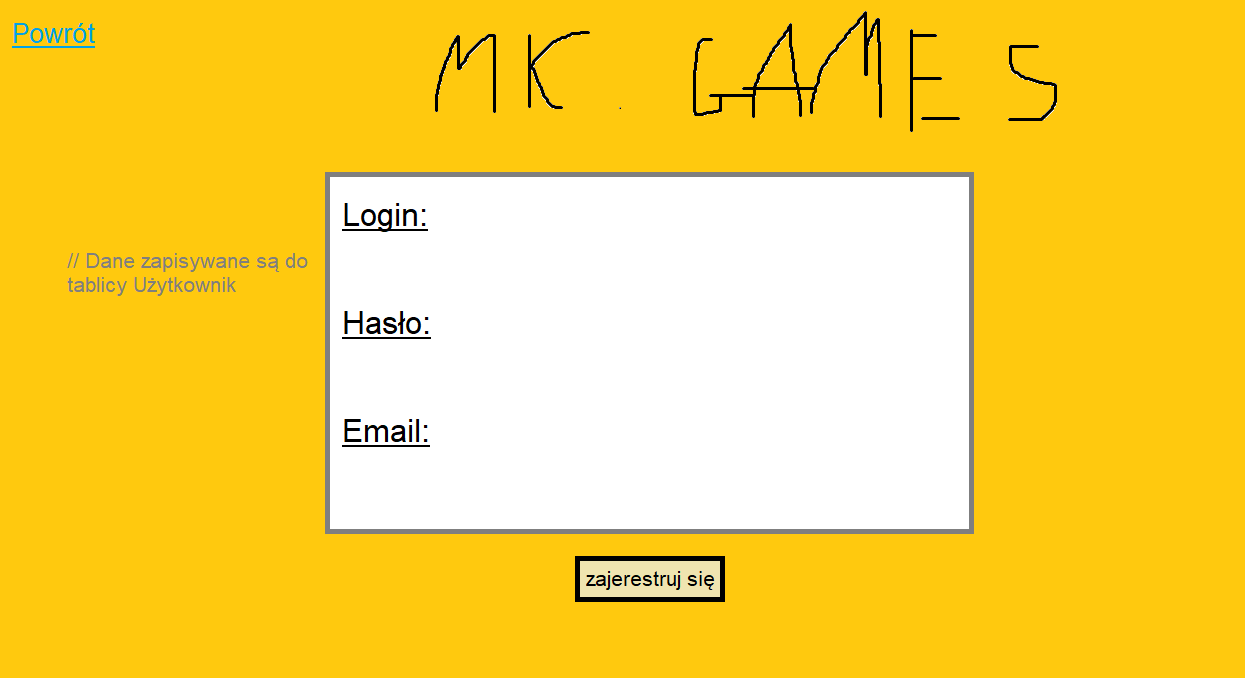 Powrót
MK. GAMES
Login:
// Dane zapisywane są do
tablicy Użytkownik
Hasło:
Email:
zajerestruj się